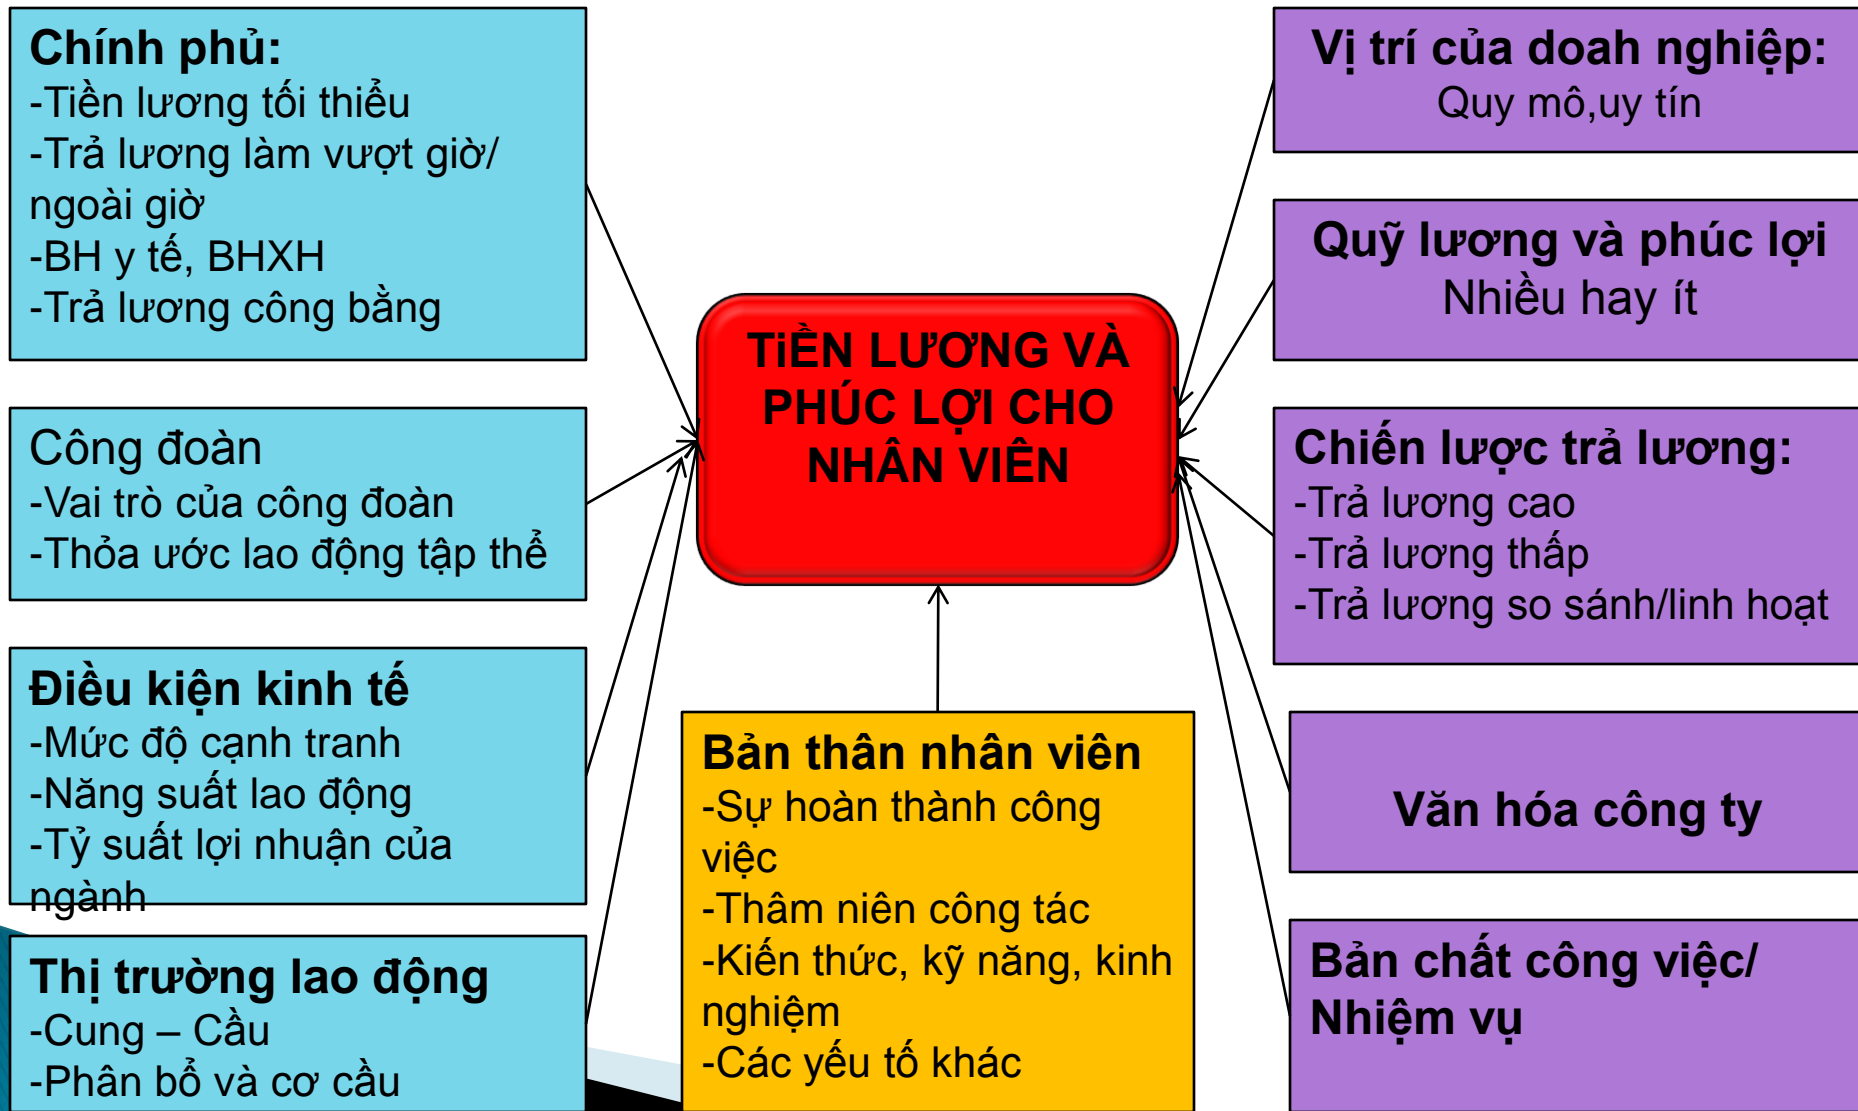 Chính phủ:
-Tiền lương tối thiểu
-Trả lương làm vượt giờ/
ngoài giờ
-BH y tế, BHXH
-Trả lương công bằng
Công đoàn
-Vai trò của công đoàn
-Thỏa ước lao động tập thể
Điều kiện kinh tế
-Mức độ cạnh tranh
-Năng suất lao động
-Tỷ suất lợi nhuận của
ngành
Thị trường lao động
-Cung – Cầu
-Phân bổ và cơ cầu
TiỀN LƯƠNG VÀ
PHÚC LỢI CHO
NHÂN VIÊN
Bản thân nhân viên
-Sự hoàn thành công
việc
-Thâm niên công tác
-Kiến thức, kỹ năng, kinh
nghiệm
-Các yếu tố khác
Vị trí của doah nghiệp:
Quy mô,uy tín
Quỹ lương và phúc lợi
Nhiều hay ít
Chiến lược trả lương:
-Trả lương cao
-Trả lương thấp
-Trả lương so sánh/linh hoạt
Văn hóa công ty
Bản chất công việc/
Nhiệm vụ